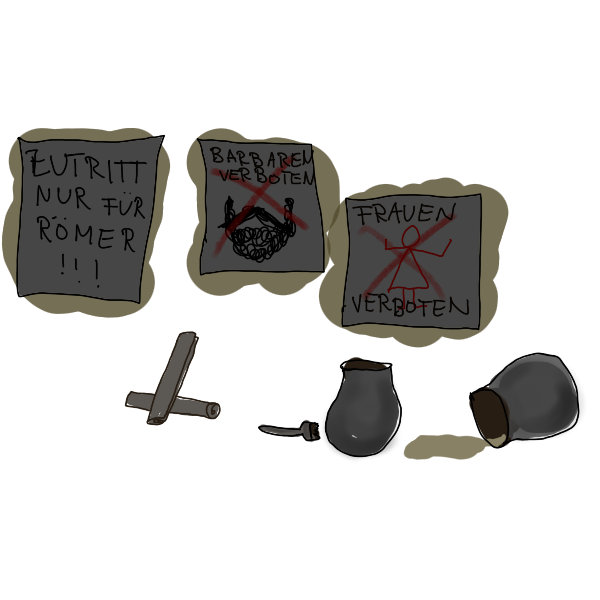 ZUTRITT
NUR FÜR
RÖMER
!!!
BARBAREN
VERBOTEN
FRAUEN
VERBOTEN